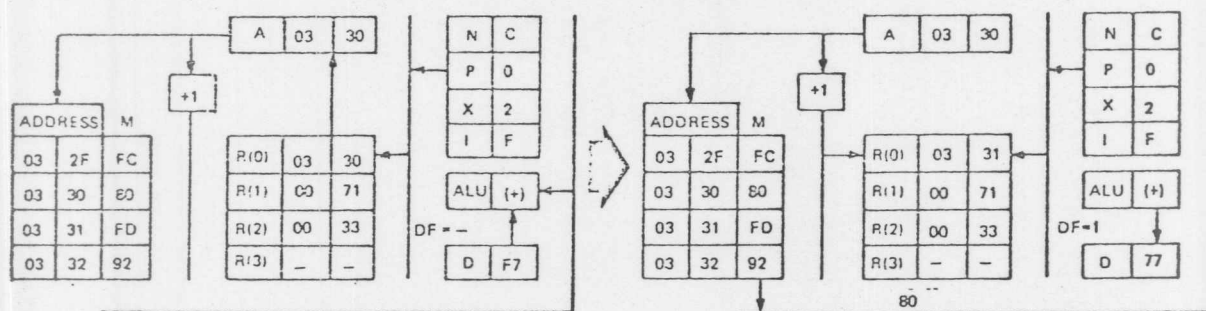 A 03 30
N C
P 0
X 2
I F
+1
ADDRESS M
03 2F FC
03 30 80
03 31 FD
03 32 92
R(0) 03 30
R(1) 00 71
R(2) 00 33
R(3) – –
ALU (+)
DF = –
D F7
A 03 30
N C
P 0
X 2
I F
+1
ADDRESS M
03 2F FC
03 30 80
03 31 FD
03 32 92
R(0) 03 31
R(1) 00 71
R(2) 00 33
R(3) – –
ALU (+)
DF=1
D 77
80